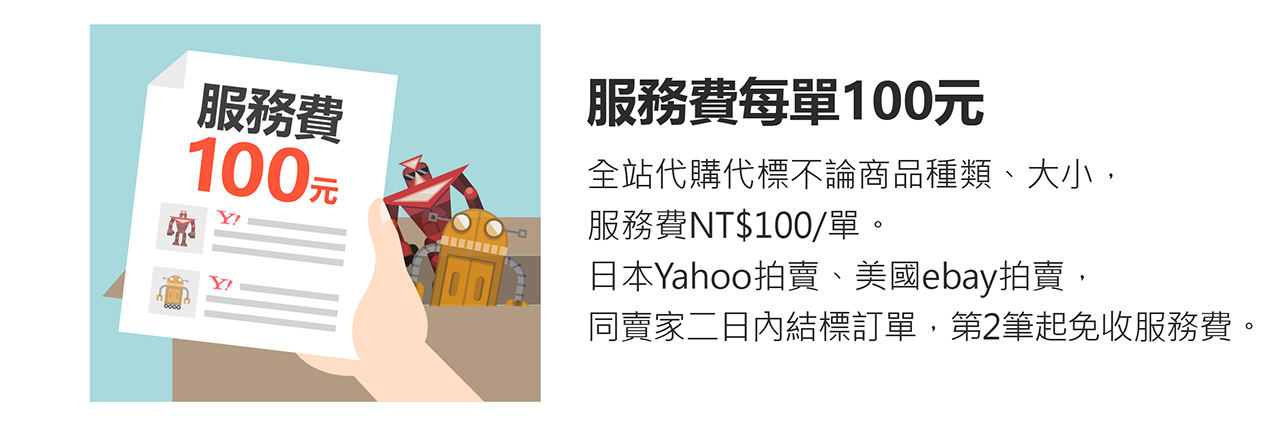 服務費
100元
Y!
Y!
服務費每單100元
全站代購代標不論商品種類、大小，
服務費NT$100/單。
日本Yahoo拍賣、美國ebay拍賣，
同賣家二日內結標訂單，第2筆起免收服務費。